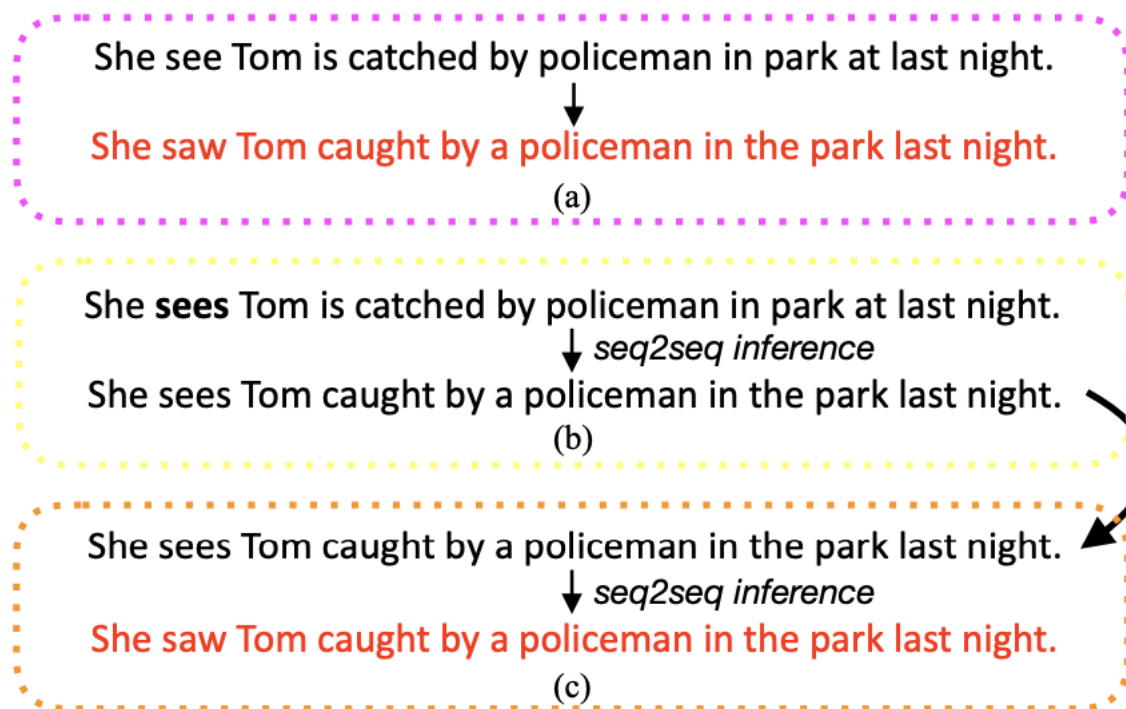 She see Tom is catched by policeman in park at last night.
She saw Tom caught by a policeman in the park last night.
(a)
She sees Tom is catched by policeman in park at last night.
seq2seq inference
She sees Tom caught by a policeman in the park last night.
(b)
She sees Tom caught by a policeman in the park last night.
seq2seq inference
She saw Tom caught by a policeman in the park last night.
(c)